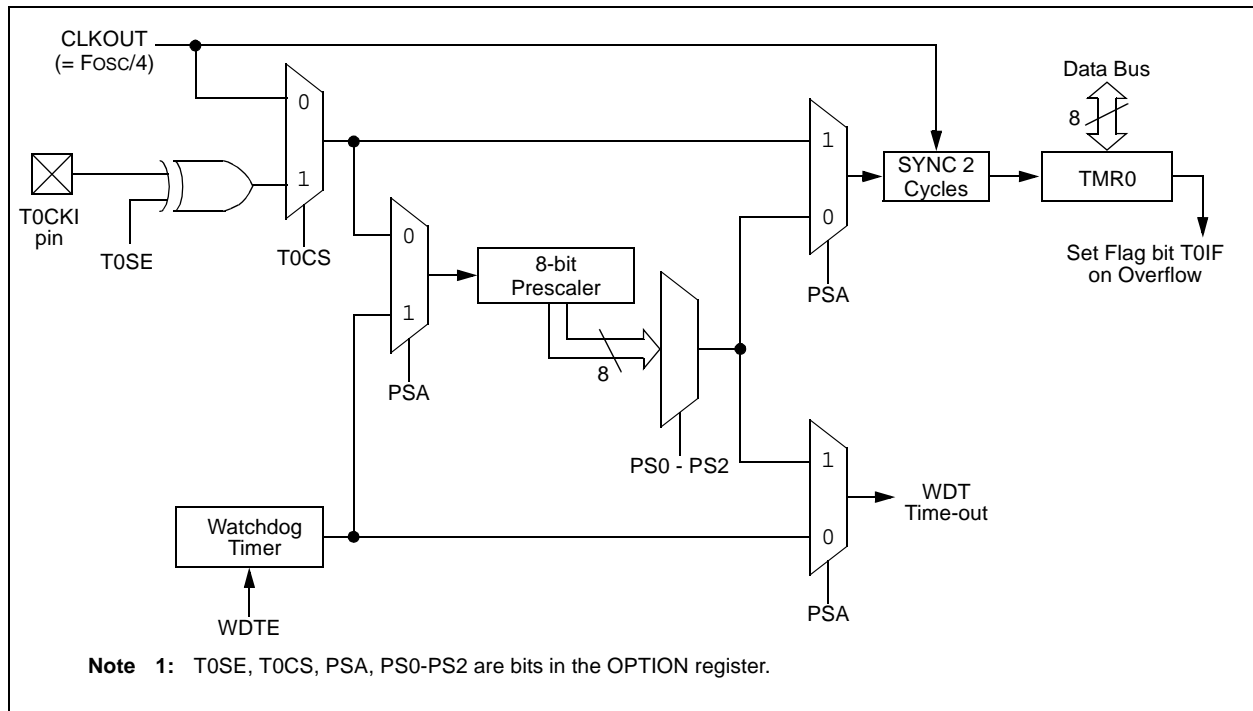 CLKOUT
(= FOSC/4)
Data Bus
8
0
1
T0CKI
pin
T0SE
T0CS
0
1
PSA
8-bit
Prescaler
8
PS0 - PS2
1
0
PSA
SYNC 2
Cycles
TMR0
Set Flag bit T0IF
on Overflow
1
0
PSA
WDT
Time-out
Watchdog
Timer
WDTE
Note 1: T0SE, T0CS, PSA, PS0-PS2 are bits in the OPTION register.